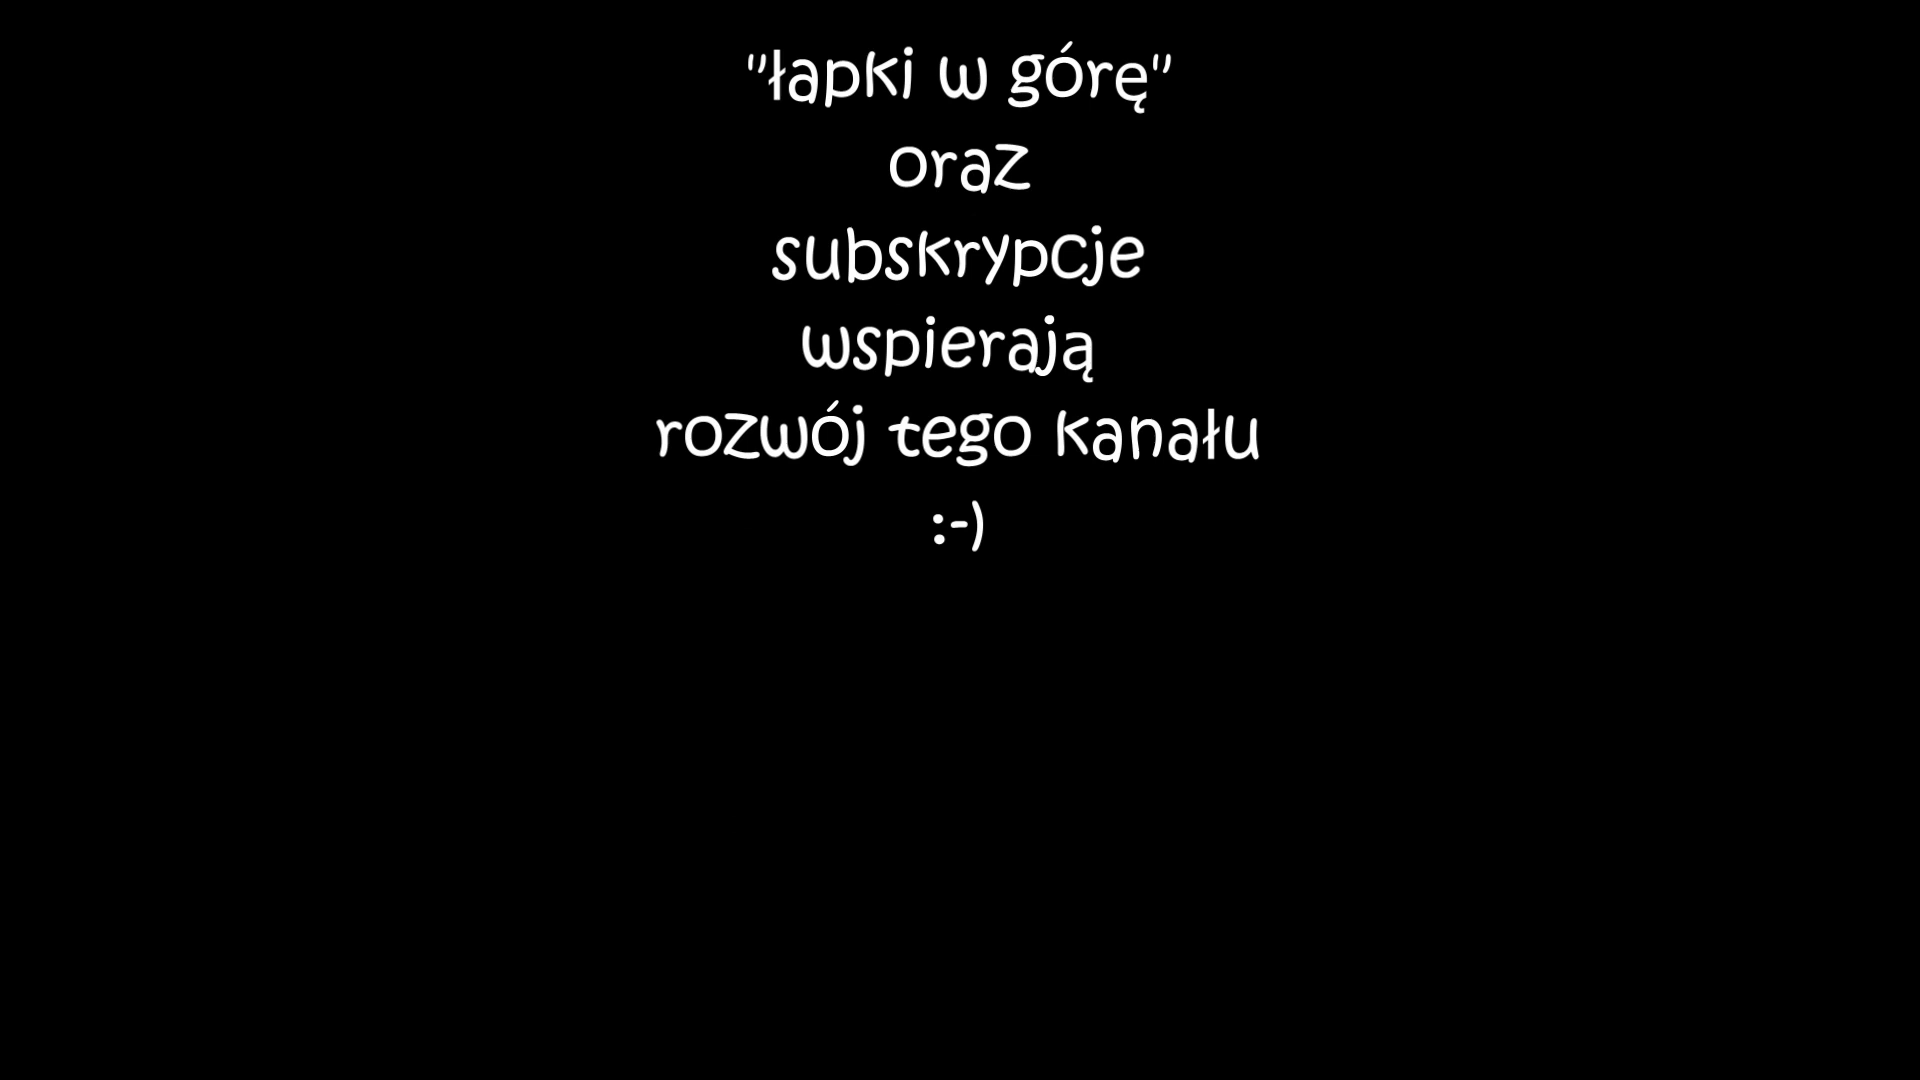 "łapki w górę"
oraz
subskrypcje
wspierają
rozwój tego kanału
:-)